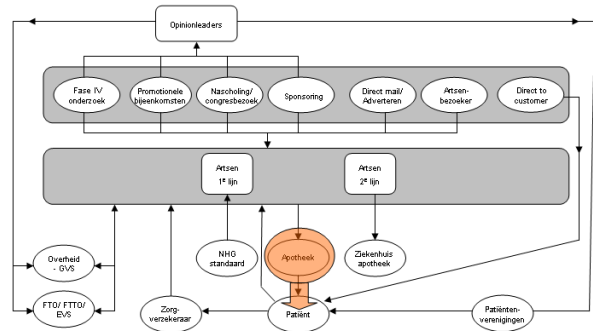 Opinionleaders
Fase IV/
onderzoek
Promotionele
bijeenkomsten
Nascholing/
congresbezoek
Sponsoring
Direct mail/
Adverteren
Artsen-
bezoeker
Direct to
customer
Artsen
1e lijn
Artsen
2e lijn
Overheid
- GVS
NHG
standaard
Apotheek
Ziekenhuis
apotheek
FTO/ FTTO/
EVS
Zorg-
verzekeraar
Patiënt
Patiënten-
verenigingen